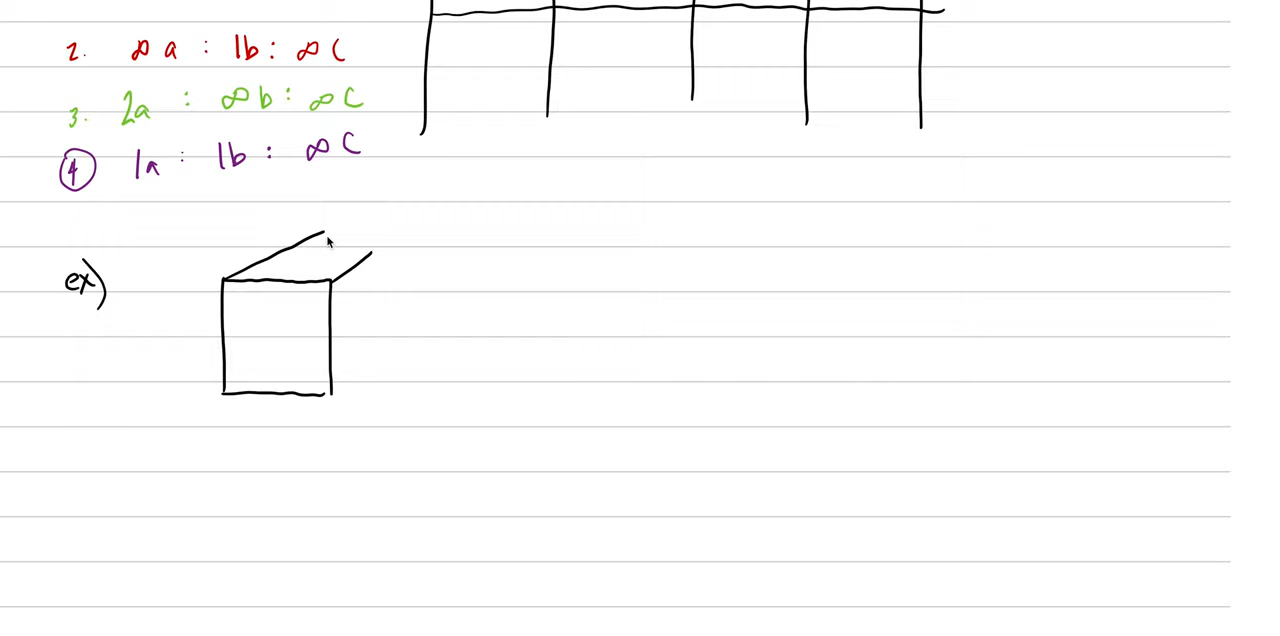 2. ∞a : 1b : ∞c
3. 2a : ∞b : ∞c
4 1a : 1b : ∞c
ex)